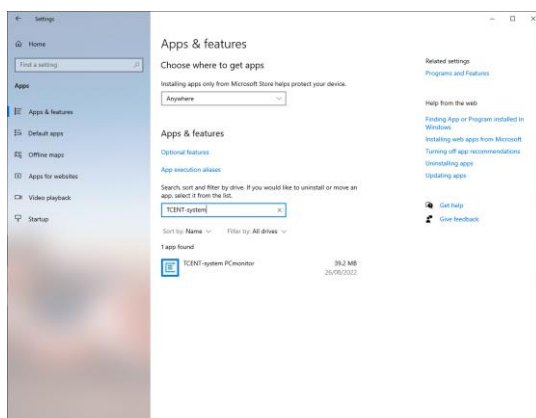 Settings
Home
Find a setting
Apps
Apps & features
Default apps
Offline maps
Apps for websites
Video playback
Startup
Apps & features
Choose where to get apps
Installing apps only from Microsoft Store helps protect your device.
Anywhere
Apps & features
Optional features
App execution aliases
Search, sort and filter by drive. If you would like to uninstall or move an
app, select it from the list.
TCENT-system
Sort by: Name
Filter by: All drives
1 app found
TCENT-system PCmonitor
39.2 MB
26/08/2022
Related settings
Programs and Features
Help from the web
Finding App or Program installed in
Windows
Installing web apps from Microsoft
Turning off app recommendations
Uninstalling apps
Updating apps
Get help
Give feedback